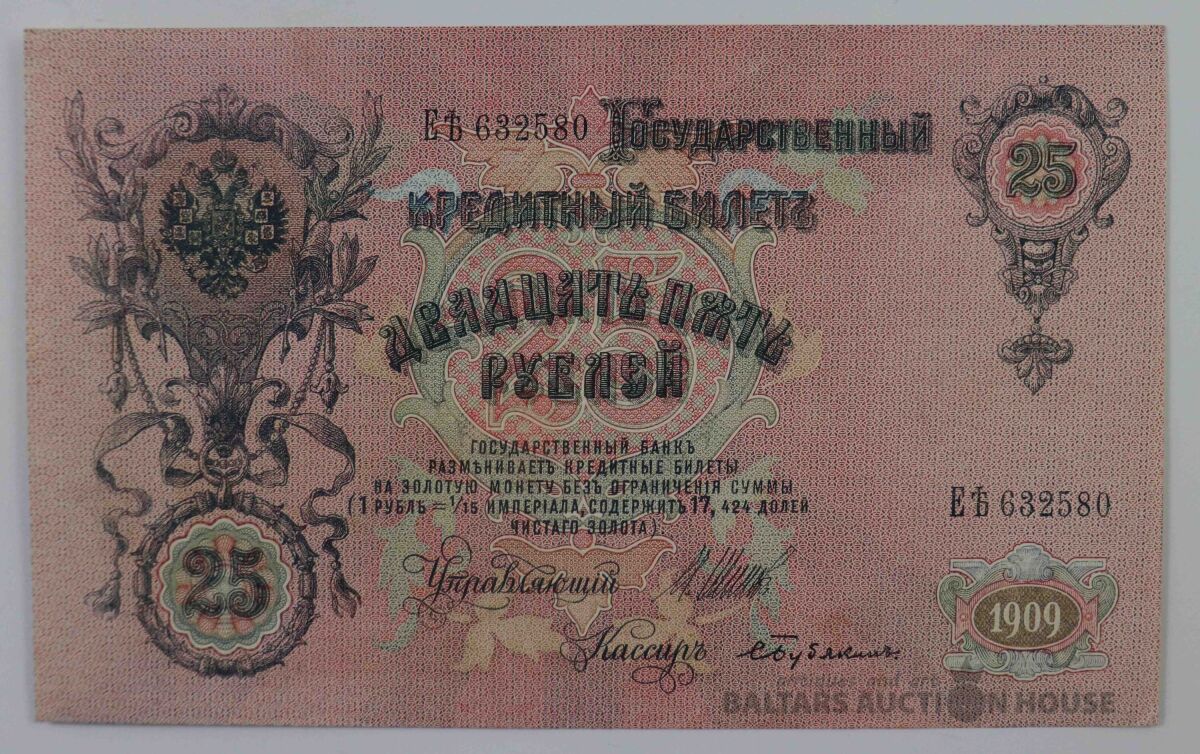 ЕѢ 632580 Государственный
Кредитный Билетъ
25
25
Двадцать пять
рублей
Государственный банкъ
размѣниваетъ кредитные билеты
на золотую монету безъ ограниченія суммы
(1 рубль = 1/15 имперіала, содержитъ 17, 424 долей
чистаго золота)
ЕѢ 632580
25
Управляющий
Кассиръ
1909
BALTARS AUCTION HOUSE